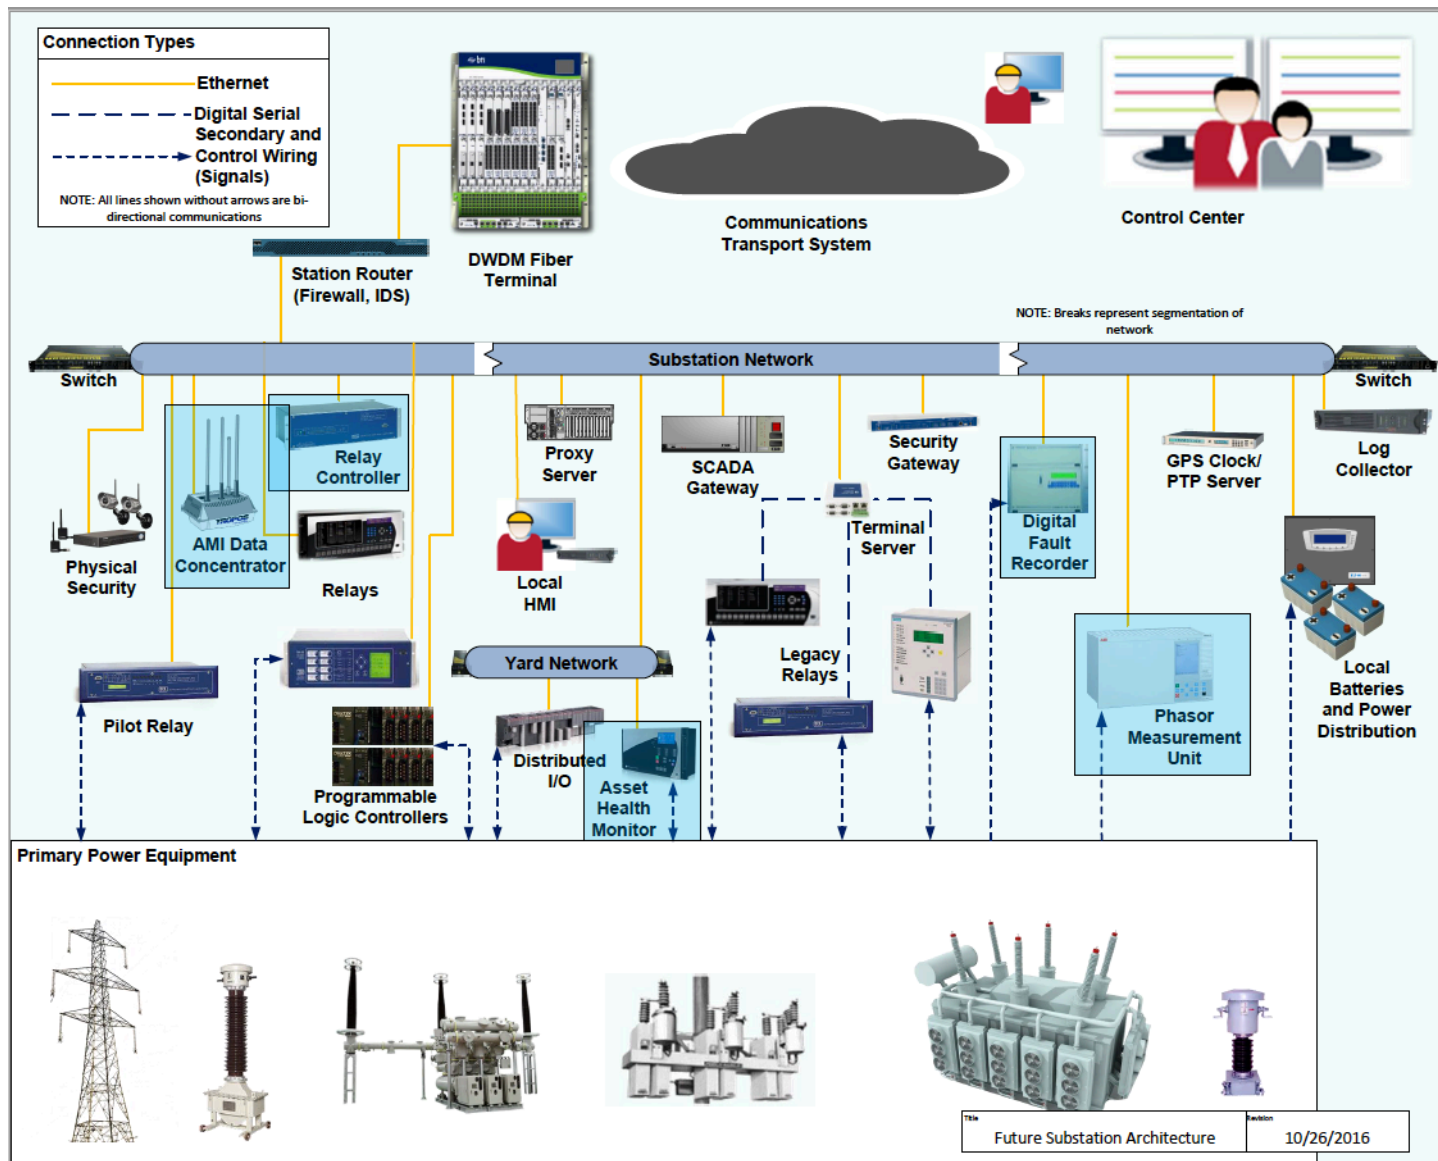 Connection Types
Ethernet
Digital Serial
Secondary and
Control Wiring
(Signals)
NOTE: All lines shown without arrows are bi-
directional communications
btı
DWDM Fiber
Terminal
Communications
Transport System
Control Center
Station Router
(Firewall, IDS)
NOTE: Breaks represent segmentation of
network
Substation Network
Switch
Switch
Physical
Security
TROPOS
AMI Data
Concentrator
Relay
Controller
Relays
Proxy
Server
Local
HMI
SCADA
Gateway
Security
Gateway
Terminal
Server
Digital
Fault
Recorder
GPS Clock/
PTP Server
Log
Collector
Pilot Relay
Programmable
Logic Controllers
Yard Network
Distributed
I/O
Asset
Health
Monitor
Legacy
Relays
Phasor
Measurement
Unit
Local
Batteries
and Power
Distribution
Primary Power Equipment
Title
Future Substation Architecture
Revision
10/26/2016